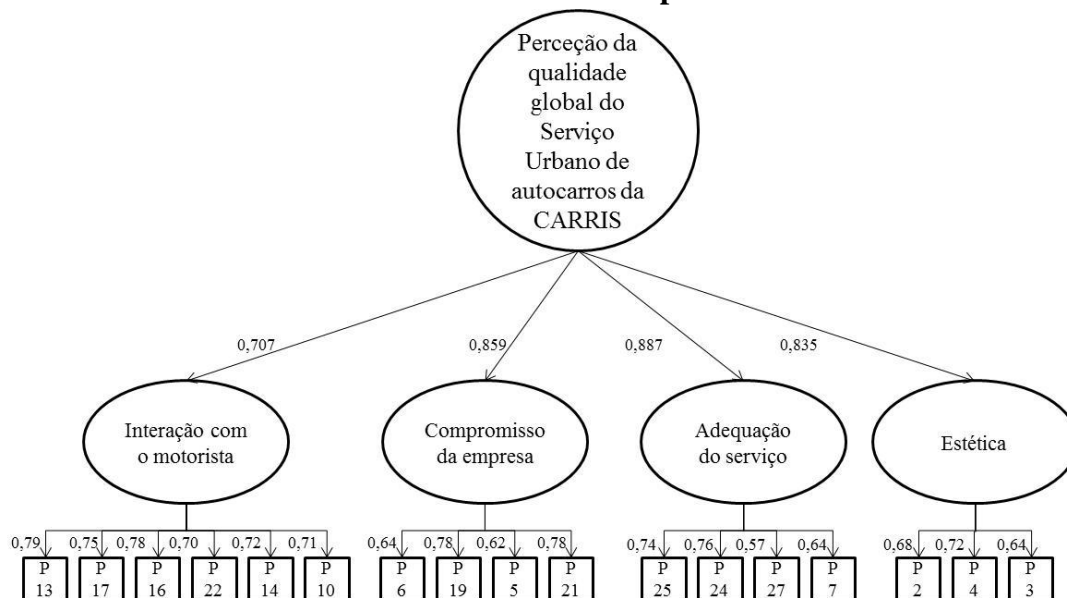 Perceção da
qualidade
global do
Serviço
Urbano de
autocarros da
CARRIS
0,707
0,859
0,887
0,835
Interação com
o motorista
Compromisso
da empresa
Adequação
do serviço
Estética
0,79
0,75
0,78
0,70
0,72
0,71
0,64
0,78
0,62
0,78
0,74
0,76
0,57
0,64
0,68
0,72
0,64
P
13
P
17
P
16
P
22
P
14
P
10
P
6
P
19
P
5
P
21
P
25
P
24
P
27
P
7
P
2
P
4
P
3